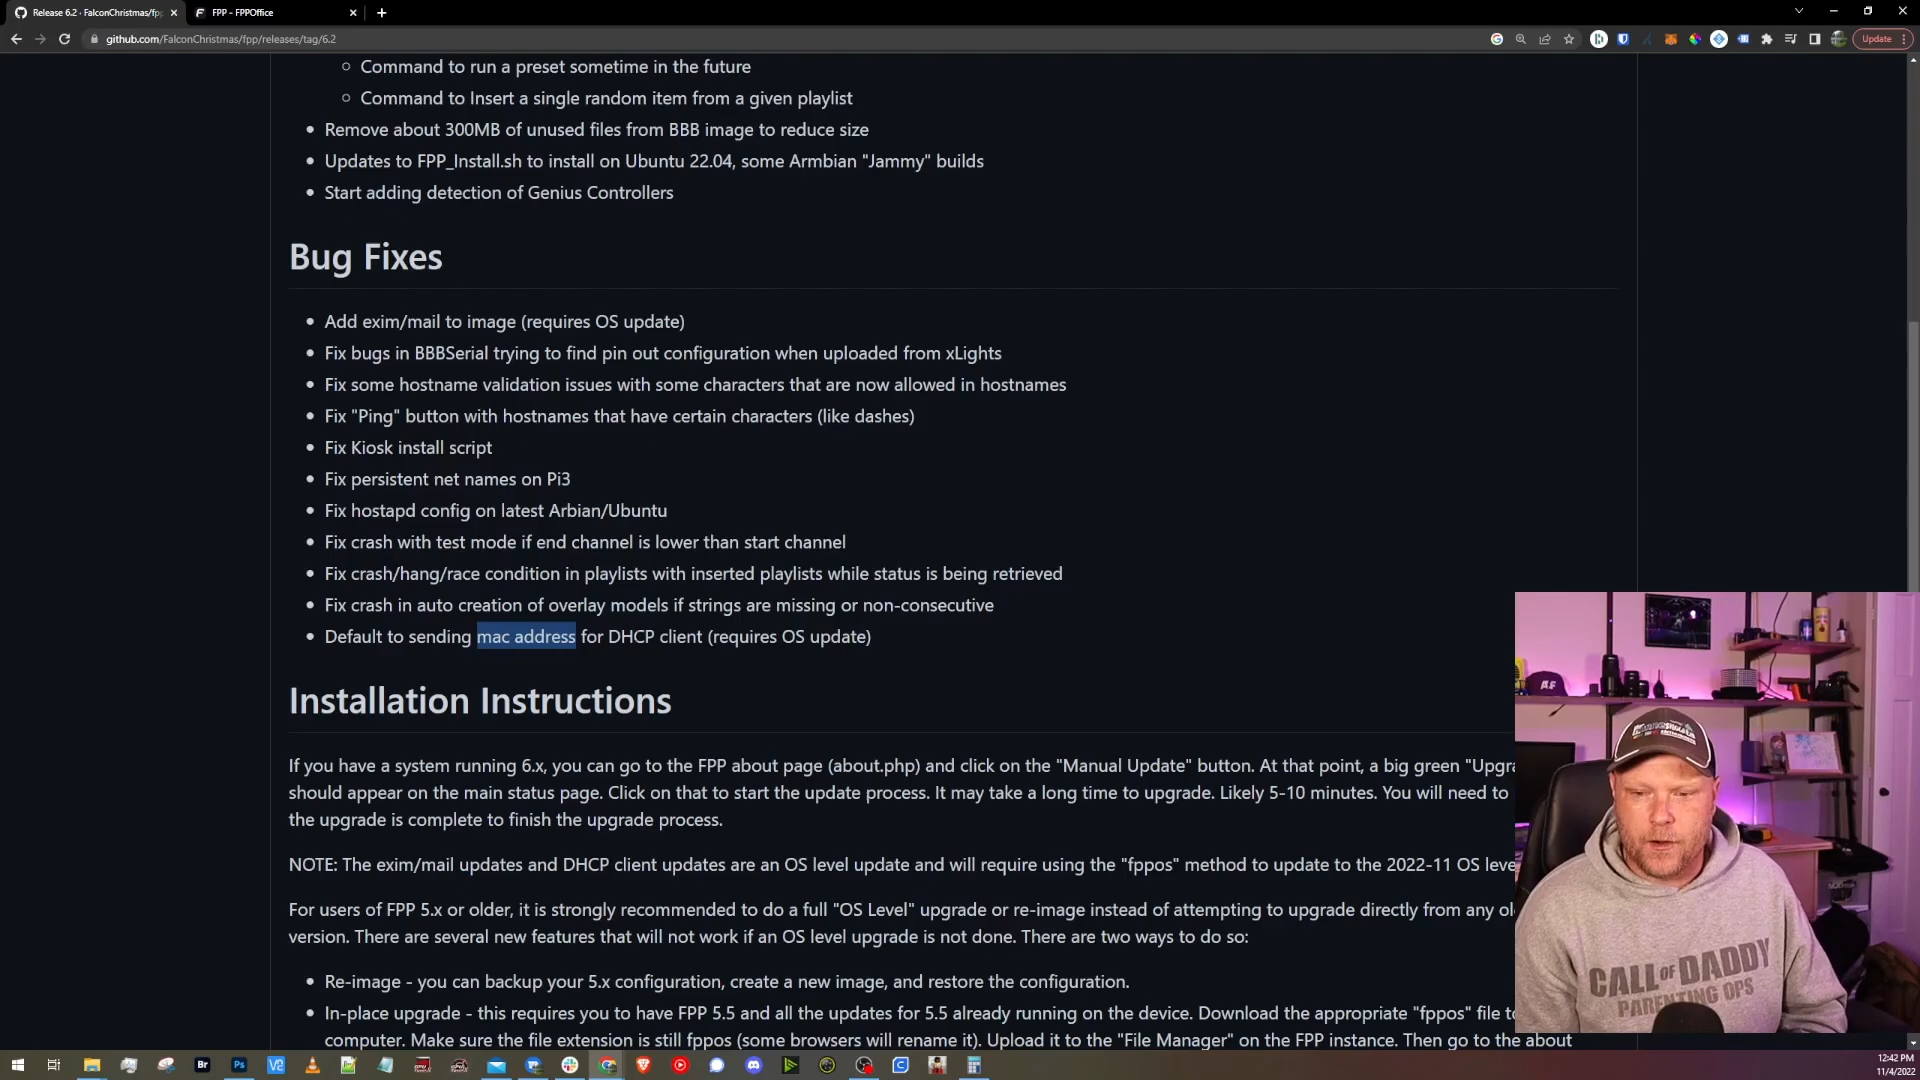 Release 6.2 · FalconChristmas/fpp
FPP - FPPOffice
github.com/FalconChristmas/fpp/releases/tag/6.2
Update
Command to run a preset sometime in the future
Command to Insert a single random item from a given playlist
Remove about 300MB of unused files from BBB image to reduce size
Updates to FPP_Install.sh to install on Ubuntu 22.04, some Armbian "Jammy" builds
Start adding detection of Genius Controllers
Bug Fixes
Add exim/mail to image (requires OS update)
Fix bugs in BBBSerial trying to find pin out configuration when uploaded from xLights
Fix some hostname validation issues with some characters that are now allowed in hostnames
Fix "Ping" button with hostnames that have certain characters (like dashes)
Fix Kiosk install script
Fix persistent net names on Pi3
Fix hostapd config on latest Arbian/Ubuntu
Fix crash with test mode if end channel is lower than start channel
Fix crash/hang/race condition in playlists with inserted playlists while status is being retrieved
Fix crash in auto creation of overlay models if strings are missing or non-consecutive
Default to sending mac address for DHCP client (requires OS update)
Installation Instructions
If you have a system running 6.x, you can go to the FPP about page (about.php) and click on the "Manual Update" button. At that point, a big green "Upgra
should appear on the main status page. Click on that to start the update process. It may take a long time to upgrade. Likely 5-10 minutes. You will need to
the upgrade is complete to finish the upgrade process.
NOTE: The exim/mail updates and DHCP client updates are an OS level update and will require using the "fppos" method to update to the 2022-11 OS leve
For users of FPP 5.x or older, it is strongly recommended to do a full "OS Level" upgrade or re-image instead of attempting to upgrade directly from any ol
version. There are several new features that will not work if an OS level upgrade is not done. There are two ways to do so:
Re-image - you can backup your 5.x configuration, create a new image, and restore the configuration.
In-place upgrade - this requires you to have FPP 5.5 and all the updates for 5.5 already running on the device. Download the appropriate "fppos" file t
computer. Make sure the file extension is still fppos (some browsers will rename it). Upload it to the "File Manager" on the FPP instance. Then go to the about
AF
CALL OF DADDY
PARENTING OPS
Br
Ps
V2
12:42 PM
11/4/2022